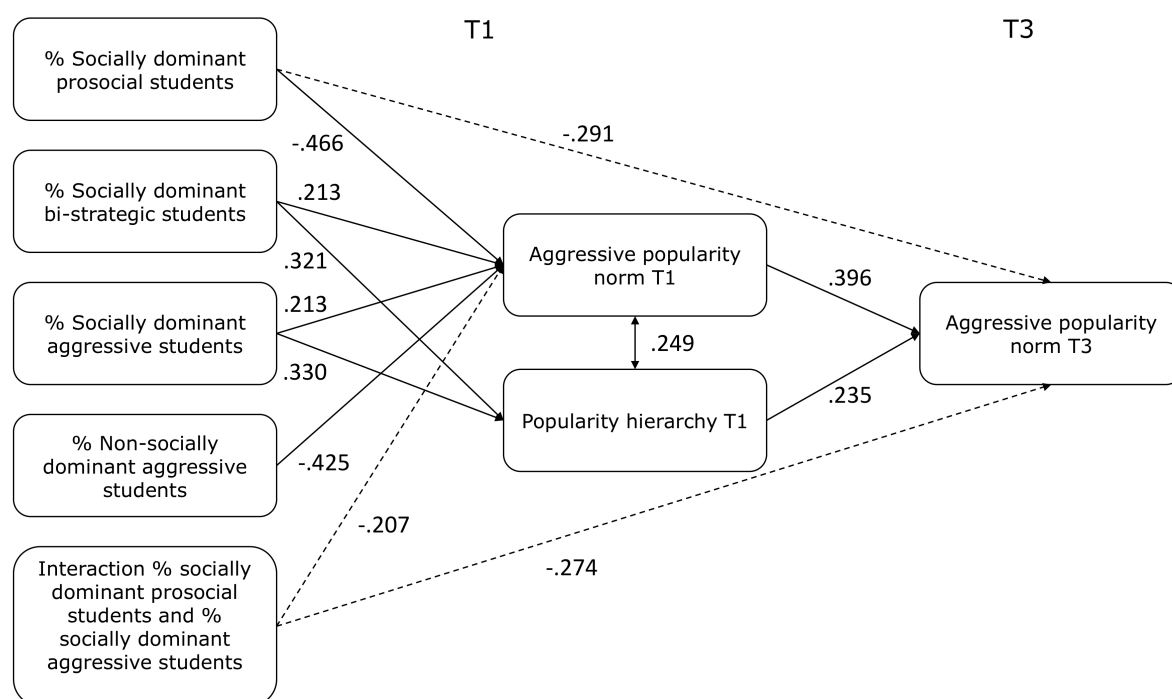 T1
T3
% Socially dominant
prosocial students
-.291
-.466
% Socially dominant
bi-strategic students
.213
.321
Aggressive popularity
norm T1
.396
% Socially dominant
aggressive students
.213
.330
.249
Aggressive popularity
norm T3
.235
Popularity hierarchy T1
% Non-socially
dominant aggressive
students
-.425
-.207
-.274
Interaction % socially
dominant prosocial
students and %
socially dominant
aggressive students